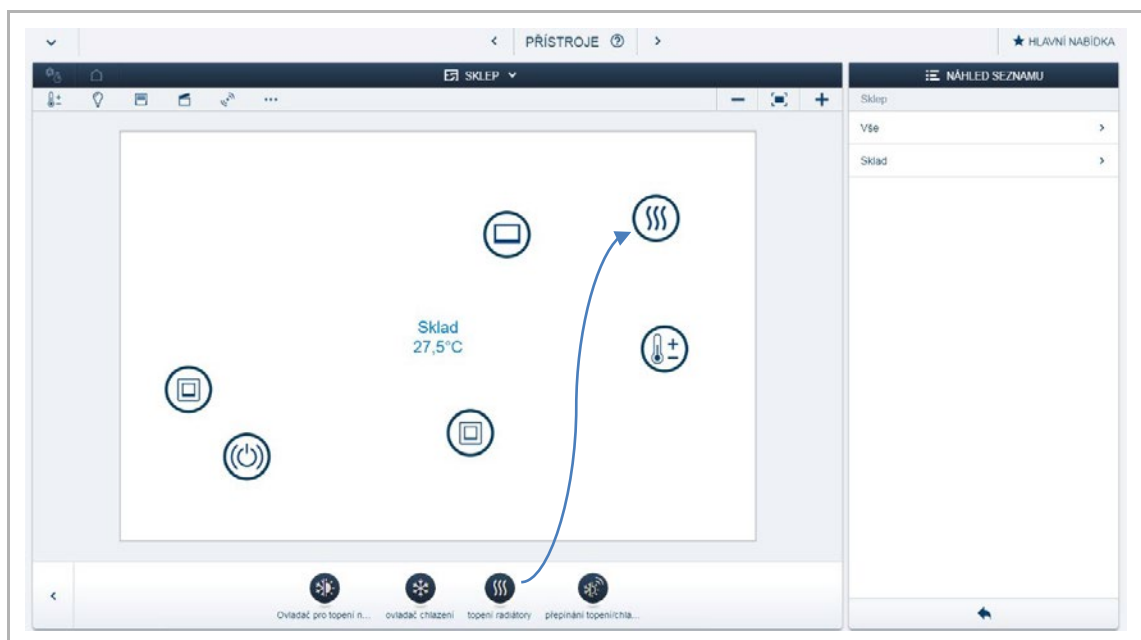 PŘÍSTROJE
HLAVNÍ NABÍDKA
SKLEP
NÁHLED SEZNAMU
Sklep
Vše
Sklad
Sklad
27,5°C
Ovladač pro topení n...
ovladač chlazení
topení radiátory
přepínání topení/chla...